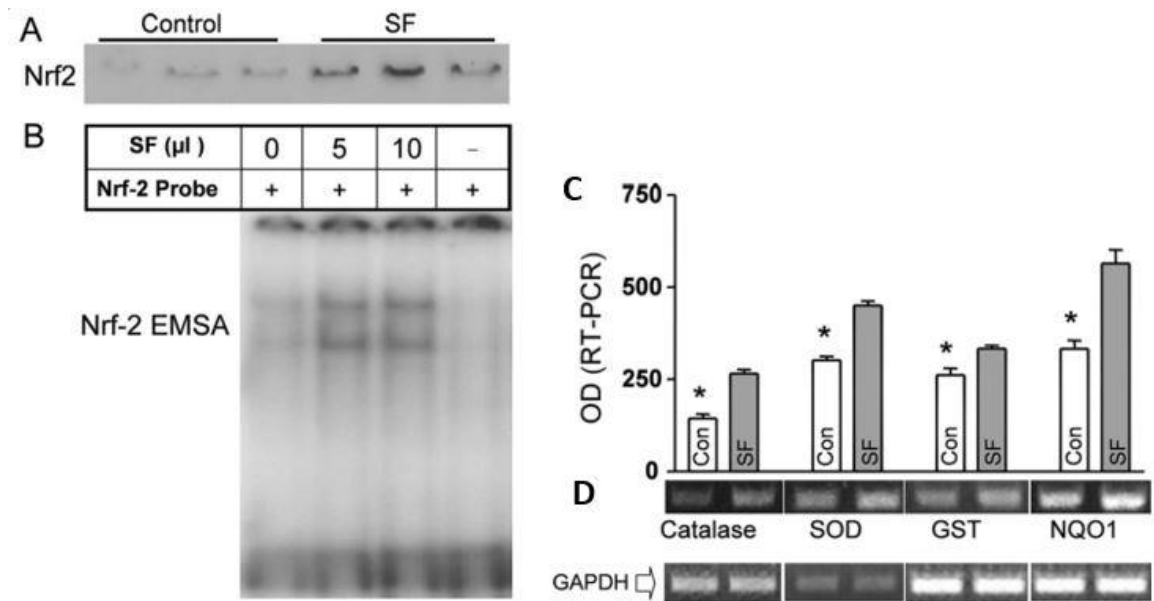 A
Control SF
Nrf2
B
SF (µl ) 0 5 10 –
Nrf-2 Probe + + + +
Nrf-2 EMSA
C
OD (RT-PCR)
750
500
250
0
* * * *
Con SF Con SF Con SF Con SF
D
Catalase SOD GST NQO1
GAPDH